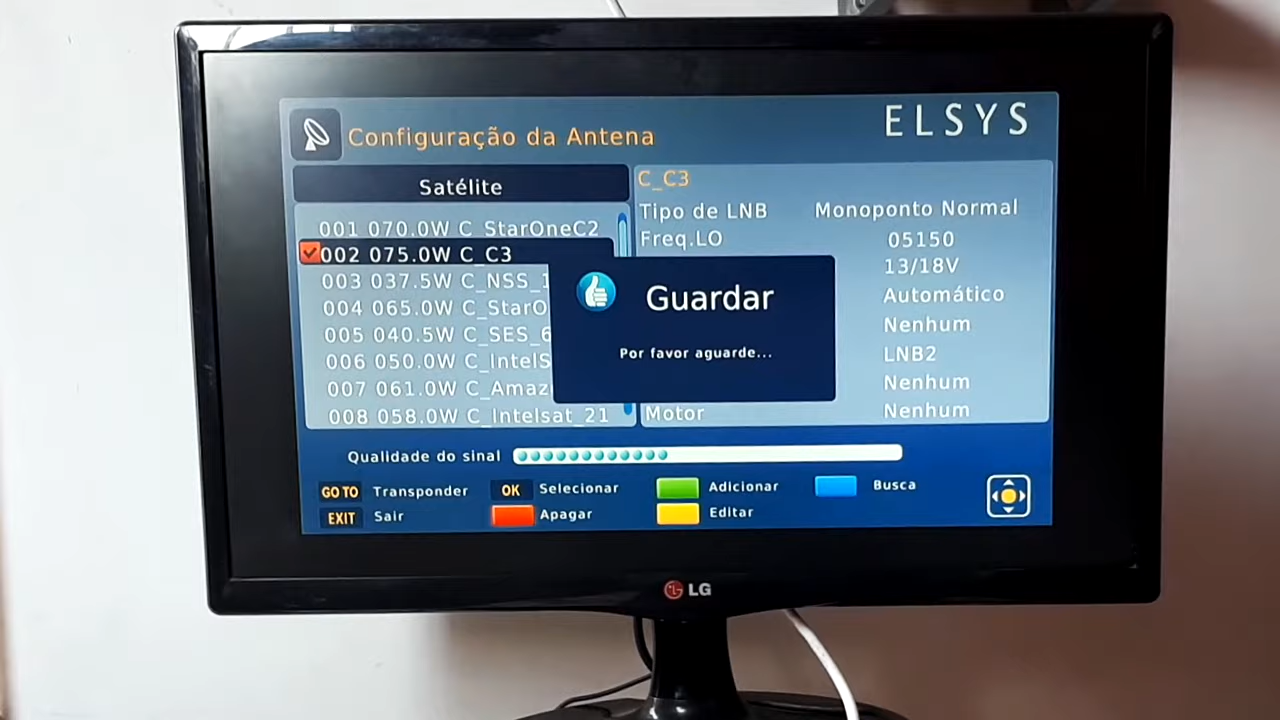 ELSYS
Configuração da Antena
Satélite
001 070.0W C_StarOneC2
002 075.0W C_C3
003 037.5W C_NSS_1
004 065.0W C_StarO
005 040.5W C_SES_6
006 050.0W C_IntelS
007 061.0W C_Amaz
008 058.0W C_Intelsat_21
C_C3
Tipo de LNB Monoponto Normal
Freq.LO 05150
13/18V
Automático
Nenhum
LNB2
Nenhum
Motor Nenhum
Guardar
Por favor aguarde...
Qualidade do sinal
GO TO Transponder OK Selecionar Adicionar Busca
EXIT Sair Apagar Editar
LG